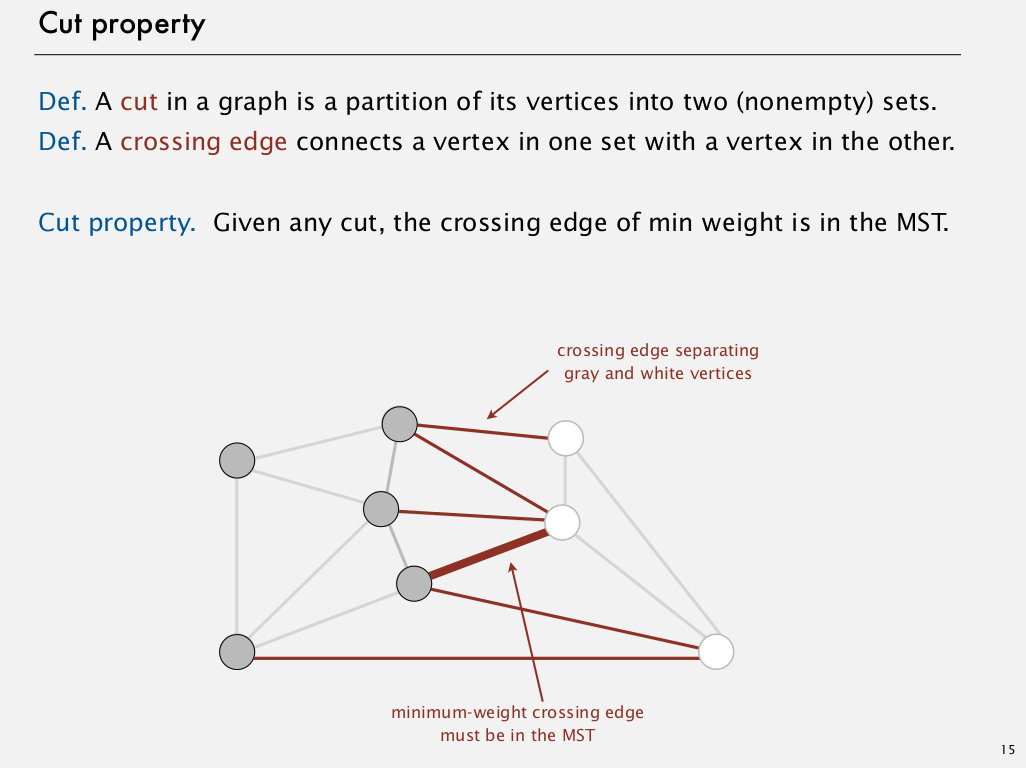 Cut property
Def. A cut in a graph is a partition of its vertices into two (nonempty) sets.
Def. A crossing edge connects a vertex in one set with a vertex in the other.
Cut property. Given any cut, the crossing edge of min weight is in the MST.
crossing edge separating
gray and white vertices
minimum-weight crossing edge
must be in the MST
15